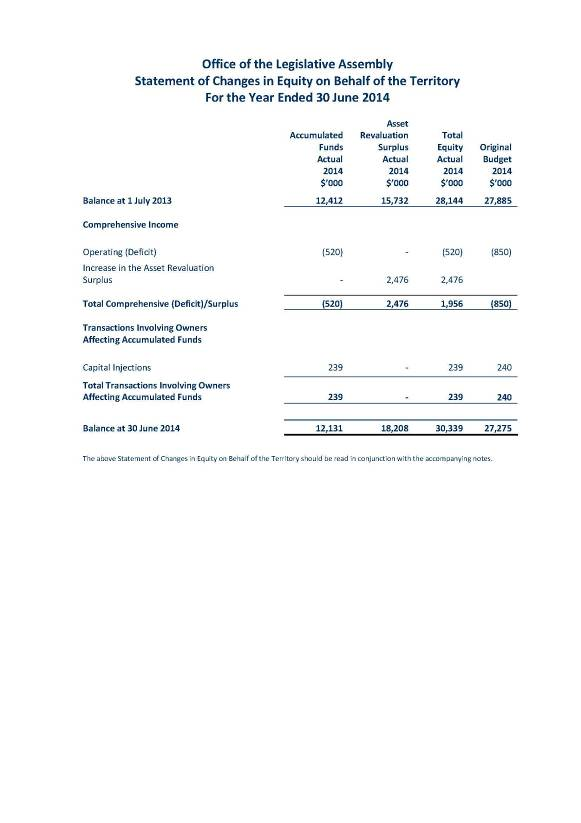 Office of the Legislative Assembly
Statement of Changes in Equity on Behalf of the Territory
For the Year Ended 30 June 2014
Asset
Accumulated Revaluation Total
Funds Surplus Equity Original
Actual Actual Actual Budget
2014 2014 2014 2014
$'000 $'000 $'000 $'000
Balance at 1 July 2013 12,412 15,732 28,144 27,885
Comprehensive Income
Operating (Deficit) (520) - (520) (850)
Increase in the Asset Revaluation
Surplus - 2,476 2,476
Total Comprehensive (Deficit)/Surplus (520) 2,476 1,956 (850)
Transactions Involving Owners
Affecting Accumulated Funds
Capital Injections 239 - 239 240
Total Transactions Involving Owners
Affecting Accumulated Funds 239 - 239 240
Balance at 30 June 2014 12,131 18,208 30,339 27,275
The above Statement of Changes in Equity on Behalf of the Territory should be read in conjunction with the accompanying notes.